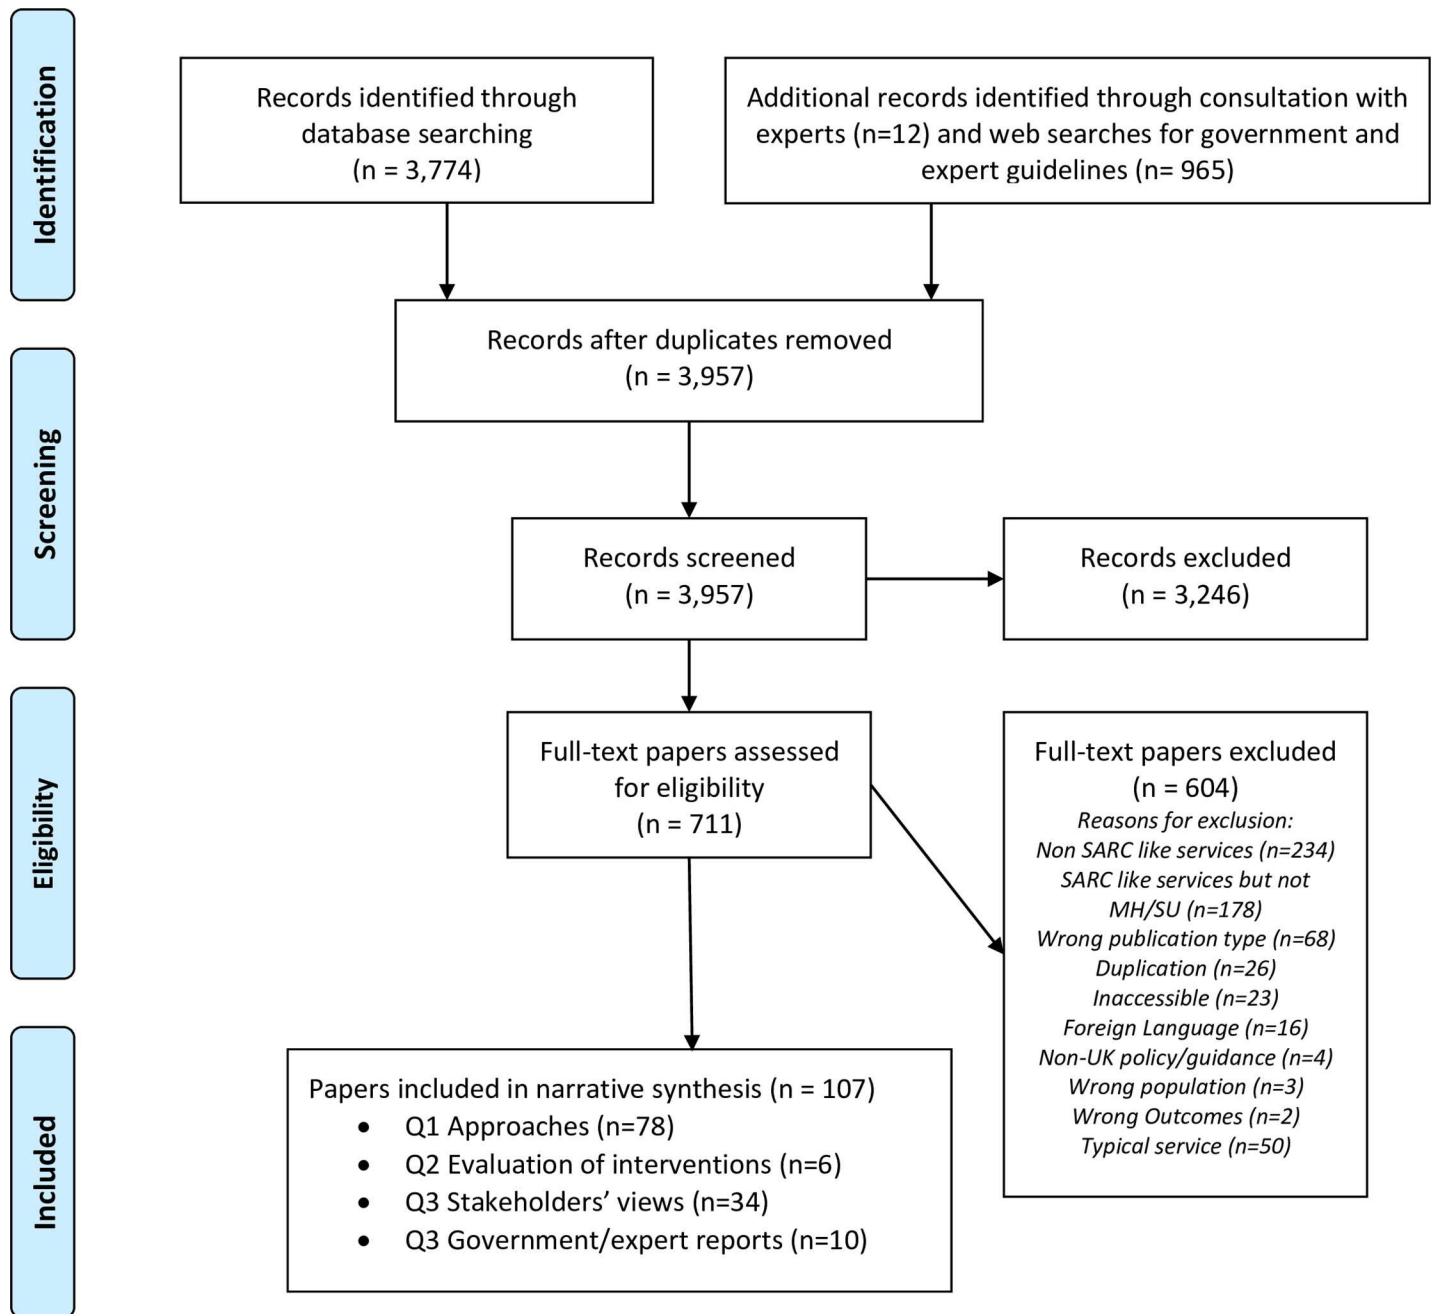 Identification
Records identified through
database searching
(n = 3,774)
Additional records identified through consultation with
experts (n=12) and web searches for government and
expert guidelines (n= 965)
Records after duplicates removed
(n = 3,957)
Screening
Records screened
(n = 3,957)
Records excluded
(n = 3,246)
Eligibility
Full-text papers assessed
for eligibility
(n = 711)
Full-text papers excluded
(n = 604)
Reasons for exclusion:
Non SARC like services (n=234)
SARC like services but not
MH/SU (n=178)
Wrong publication type (n=68)
Duplication (n=26)
Inaccessible (n=23)
Foreign Language (n=16)
Non-UK policy/guidance (n=4)
Wrong population (n=3)
Wrong Outcomes (n=2)
Typical service (n=50)
Included
Papers included in narrative synthesis (n = 107)
• Q1 Approaches (n=78)
• Q2 Evaluation of interventions (n=6)
• Q3 Stakeholders’ views (n=34)
• Q3 Government/expert reports (n=10)